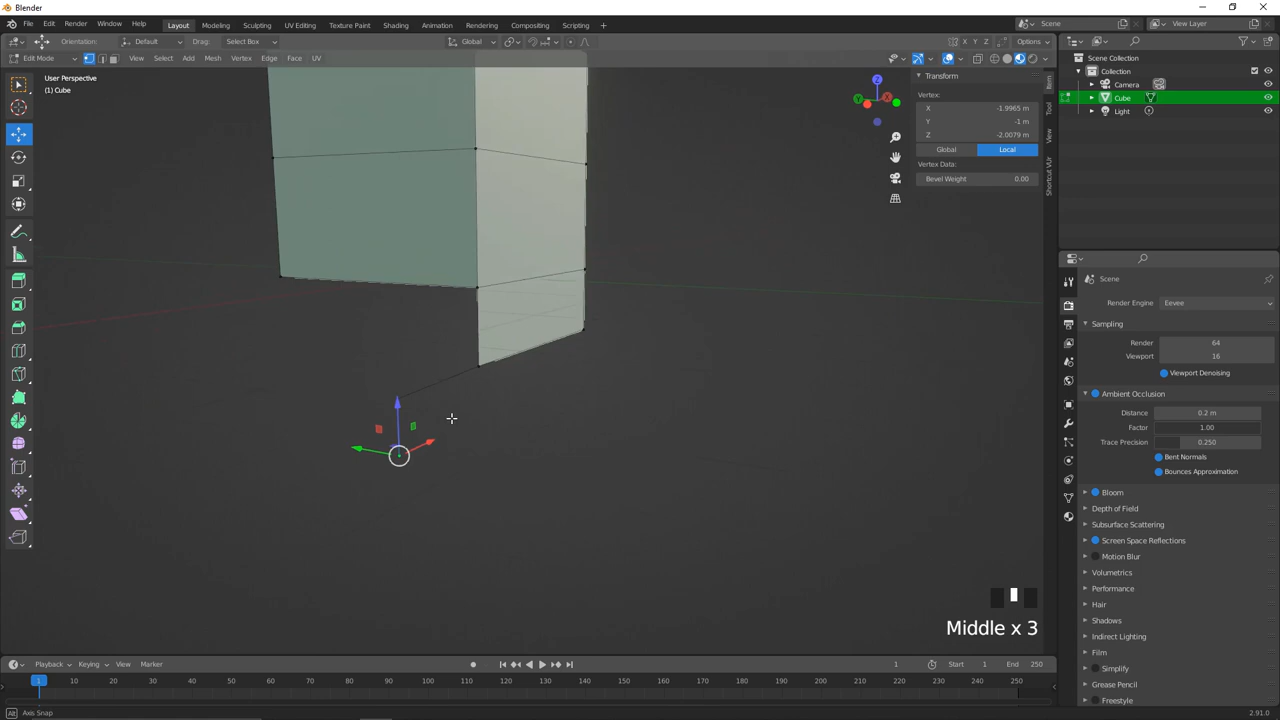 Blender
File Edit Render Window Help Layout Modeling Sculpting UV Editing Texture Paint Shading Animation Rendering Compositing Scripting + Scene View Layer
Orientation: Default Drag: Select Box Global X Y Z Options
Edit Mode View Select Add Mesh Vertex Edge Face UV
User Perspective
(1) Cube
Z
Y
X
Transform
Vertex:
X -1.9965 m
Y -1 m
Z -2.0079 m
Global Local
Vertex Data:
Bevel Weight 0.00
Item
Tool
View
Shortcut VUr
Scene Collection
Collection
Camera
Cube
Light
Scene
Render Engine Eevee
Sampling
Render 64
Viewport 16
Viewport Denoising
Ambient Occlusion
Distance 0.2 m
Factor 1.00
Trace Precision 0.250
Bent Normals
Bounces Approximation
Bloom
Depth of Field
Subsurface Scattering
Screen Space Reflections
Motion Blur
Volumetrics
Performance
Hair
Shadows
Indirect Lighting
Film
Simplify
Grease Pencil
Freestyle
Middle x 3
Playback Keying View Marker 1 Start 1 End 250
1 10 20 30 40 50 60 70 80 90 100 110 120 130 140 150 160 170 180 190 200 210 220 230 240 250
Alt Axis Snap 2.91.0